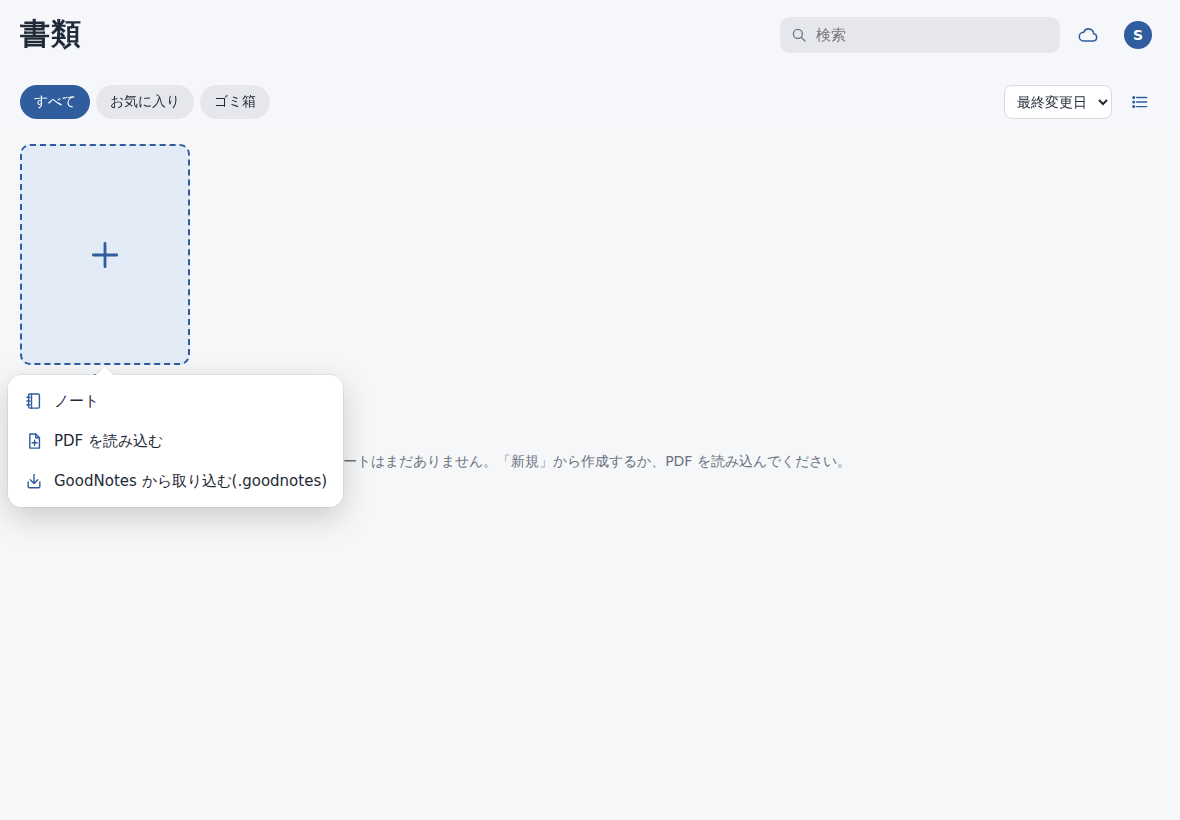 書類
検索
S
すべて
お気に入り
ゴミ箱
最終変更日
ノート
PDF を読み込む
ートはまだありません。「新規」から作成するか、PDF を読み込んでください。
GoodNotes から取り込む(.goodnotes)